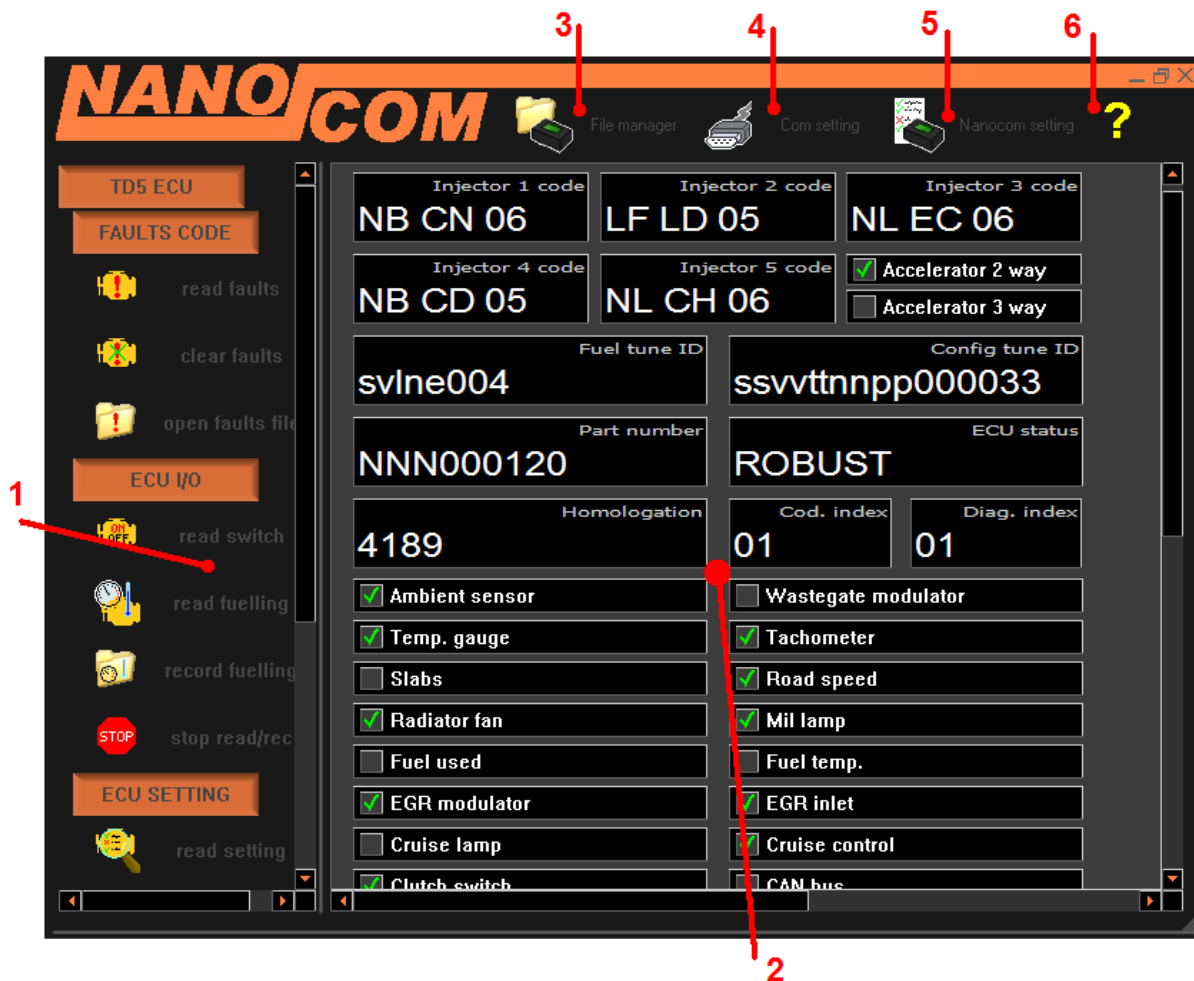 3 4 5 6
NANOCOM
File manager
Com setting
Nanocom setting
?
TD5 ECU
FAULTS CODE
read faults
clear faults
open faults file
ECU I/O
1
ON
OFF.
read switch
read fuelling
record fuelling
STOP
stop read/rec
ECU SETTING
read setting
Injector 1 code
NB CN 06
Injector 2 code
LF LD 05
Injector 3 code
NL EC 06
Injector 4 code
NB CD 05
Injector 5 code
NL CH 06
Accelerator 2 way
Accelerator 3 way
Fuel tune ID
svlne004
Config tune ID
ssvvttnnpp000033
Part number
NNN000120
ECU status
ROBUST
Homologation
4189
Cod. index
01
Diag. index
01
Ambient sensor
Wastegate modulator
Temp. gauge
Tachometer
Slabs
Road speed
Radiator fan
Mil lamp
Fuel used
Fuel temp.
EGR modulator
EGR inlet
Cruise lamp
Cruise control
Clutch switch
CAN bus
2